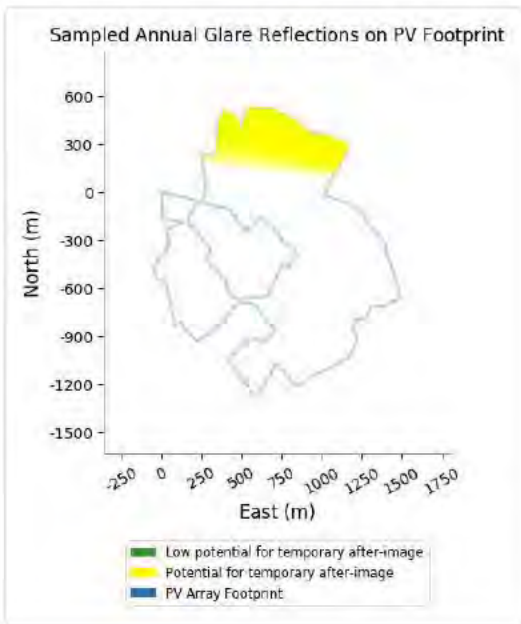 Sampled Annual Glare Reflections on PV Footprint
600
300
0
-300
-600
-900
-1200
-1500
North (m)
-250 0 250 500 750 1000 1250 1500 1750
East (m)
Low potential for temporary after-image
Potential for temporary after-image
PV Array Footprint